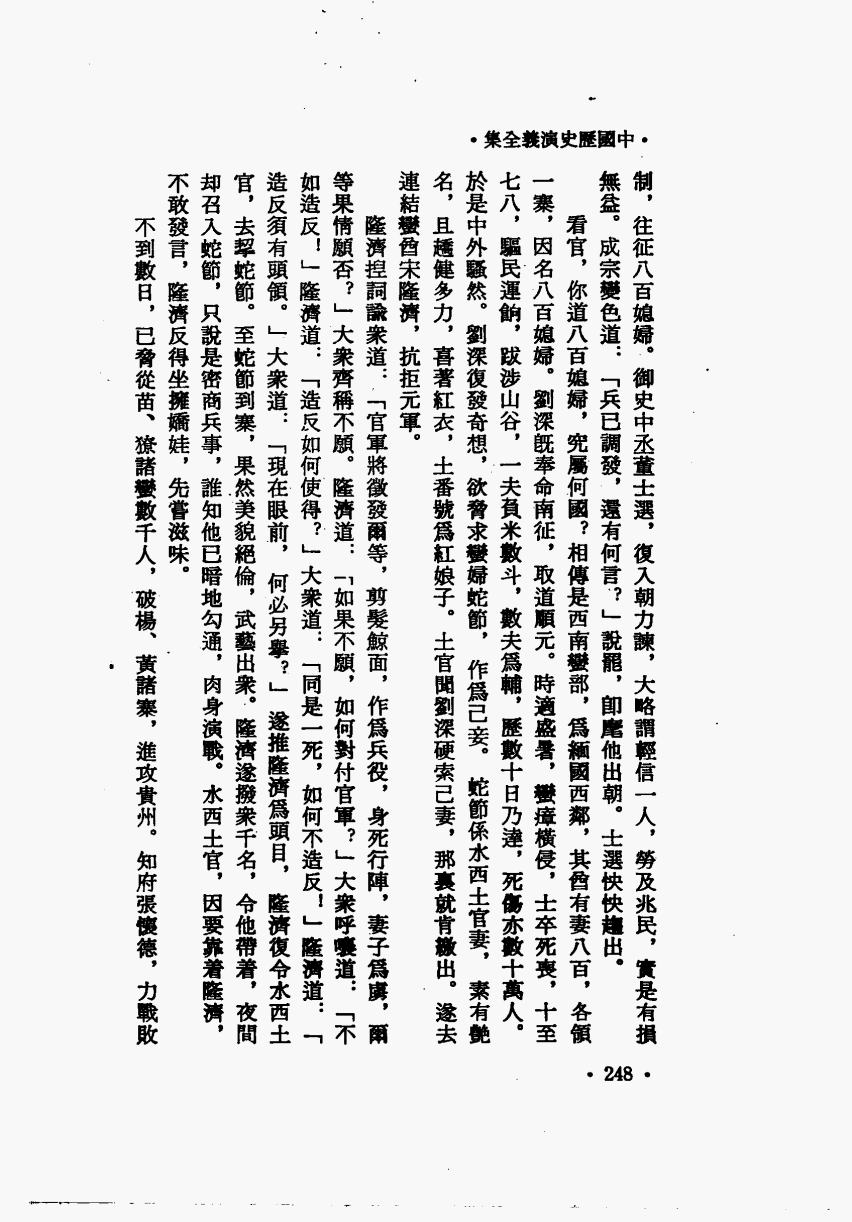 •中國歷史演義全集•
制，往征八百媳婦。御史中丞董士選，復入朝力諫，大略謂輕信一人，勞及兆民，實是有損
無益。成宗變色道：「兵已調發，還有何言？」說罷，卽麾他出朝。士選怏怏趨出。
看官，你道八百媳婦，究屬何國？相傳是西南蠻部，爲緬國西鄰，其酋有妻八百，各領
一寨，因名八百媳婦。劉深旣奉命南征，取道順元。時適盛暑，蠻瘴橫侵，士卒死喪，十至
七八，驅民運餉，跋涉山谷，一夫負米數斗，數夫爲輔，歷數十日乃達，死傷亦數十萬人。
於是中外騷然。劉深復發奇想，欲脅求蠻婦蛇節，作爲己妾。蛇節係水西土官妻，素有艷
名，且趫健多力，喜著紅衣，土番號爲紅娘子。土官聞劉深硬索己妻，那裏就肯繳出。遂去
連結蠻酋宋隆濟，抗拒元軍。
隆濟揑詞諭衆道：「官軍將徵發爾等，剪髮鯨面，作爲兵役，身死行陣，妻子爲虜，爾
等果情願否？」大衆齊稱不願。隆濟道：「如果不願，如何對付官軍？」大衆呼嚷道：「不
如造反！」隆濟道：「造反如何使得？」大衆道：「同是一死，如何不造反！」隆濟道：「
造反須有頭領。」大衆道：「現在眼前，何必另舉？」遂推隆濟爲頭目，隆濟復令水西土
官，去挈蛇節。至蛇節到寨，果然美貌絕倫，武藝出衆。隆濟遂撥衆千名，令他帶着，夜間
却召入蛇節，只說是密商兵事，誰知他已暗地勾通，肉身演戰。水西土官，因要靠着隆濟，
不敢發言，隆濟反得坐擁嬌娃，先嘗滋味。
不到數日，已脅從苗、獠諸蠻數千人，破楊、黃諸寨，進攻貴州。知府張懷德，力戰敗
•248•